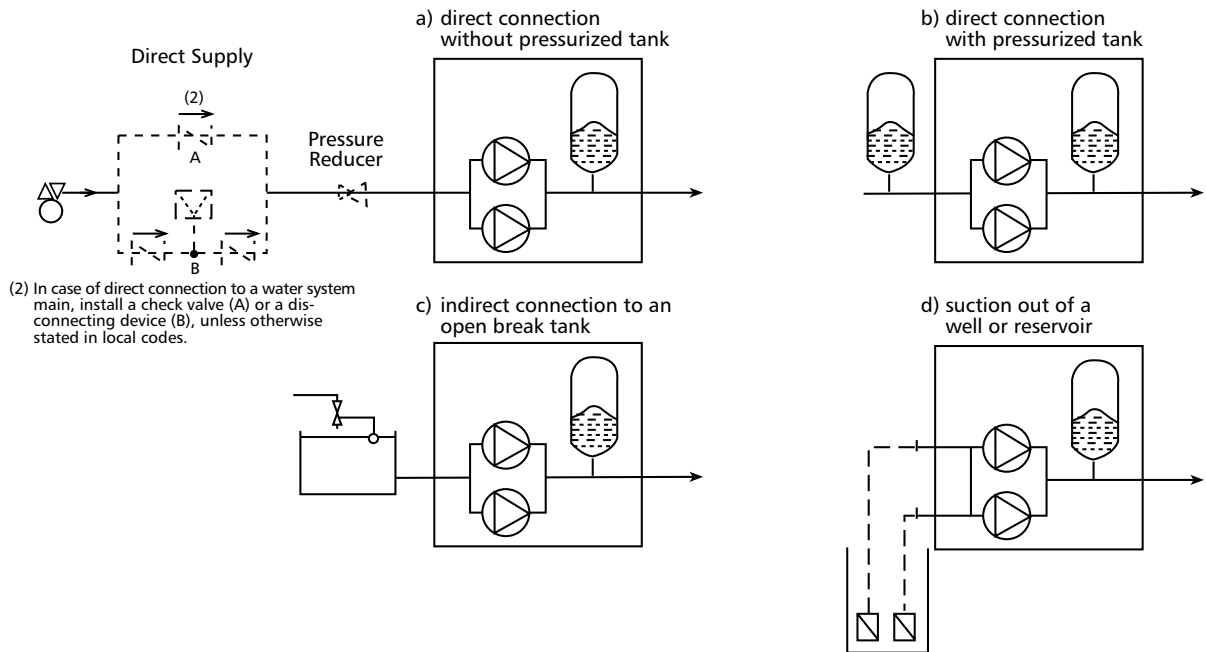 a) direct connection
without pressurized tank
b) direct connection
with pressurized tank
Direct Supply
(2)
A
Pressure
Reducer
B
(2) In case of direct connection to a water system
main, install a check valve (A) or a dis-
connecting device (B), unless otherwise
stated in local codes.
c) indirect connection to an
open break tank
d) suction out of a
well or reservoir